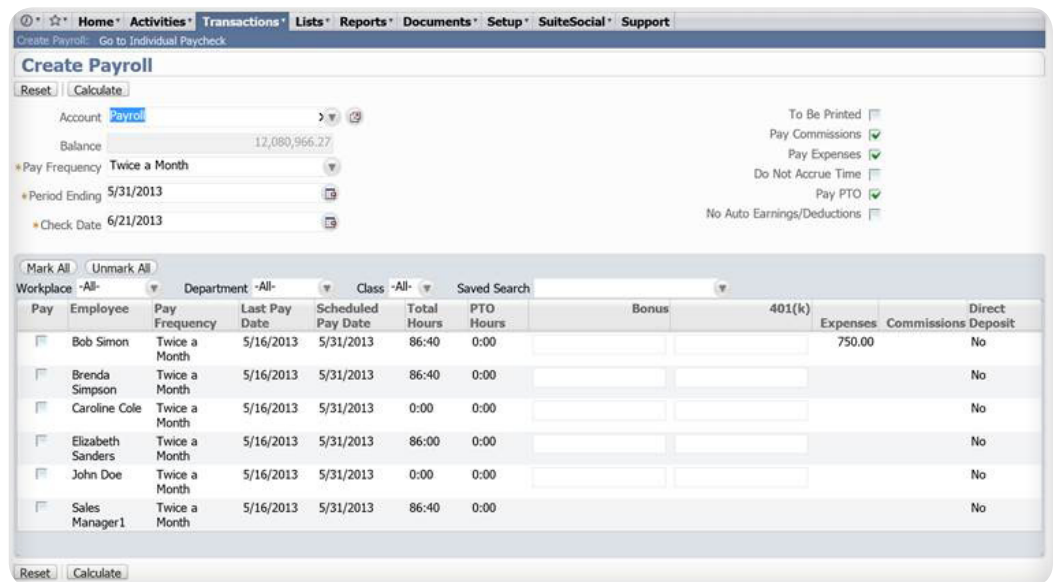 Home Activities Transactions Lists Reports Documents Setup SuiteSocial Support
Create Payroll: Go to Individual Paycheck
Create Payroll
Reset Calculate
Account Payroll
Balance 12,080,966.27
*Pay Frequency Twice a Month
*Period Ending 5/31/2013
*Check Date 6/21/2013
To Be Printed
Pay Commissions
Pay Expenses
Do Not Accrue Time
Pay PTO
No Auto Earnings/Deductions
Mark All Unmark All
Workplace -All- Department -All- Class -All- Saved Search
Pay Employee Pay Last Pay Scheduled Total PTO Bonus 401(k) Direct
Frequency Date Pay Date Hours Hours Expenses Commissions Deposit
Bob Simon Twice a 5/16/2013 5/31/2013 86:40 0:00 750.00 No
Month
Brenda Twice a 5/16/2013 5/31/2013 86:40 0:00 No
Simpson Month
Caroline Cole Twice a 5/16/2013 5/31/2013 0:00 0:00 No
Month
Elizabeth Twice a 5/16/2013 5/31/2013 86:00 0:00 No
Sanders Month
John Doe Twice a 5/16/2013 5/31/2013 0:00 0:00 No
Month
Sales Twice a 5/16/2013 5/31/2013 86:40 0:00 No
Manager1 Month
Reset Calculate